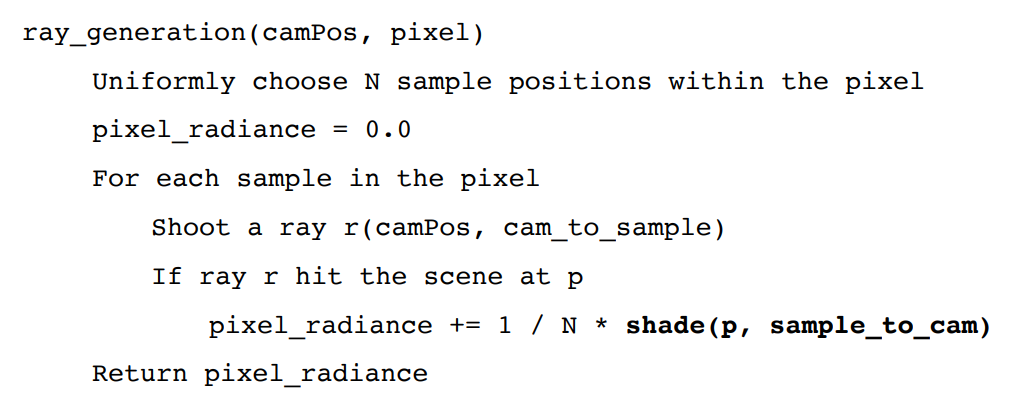 ray_generation(camPos, pixel)
Uniformly choose N sample positions within the pixel
pixel_radiance = 0.0
For each sample in the pixel
Shoot a ray r(camPos, cam_to_sample)
If ray r hit the scene at p
pixel_radiance += 1 / N * shade(p, sample_to_cam)
Return pixel_radiance